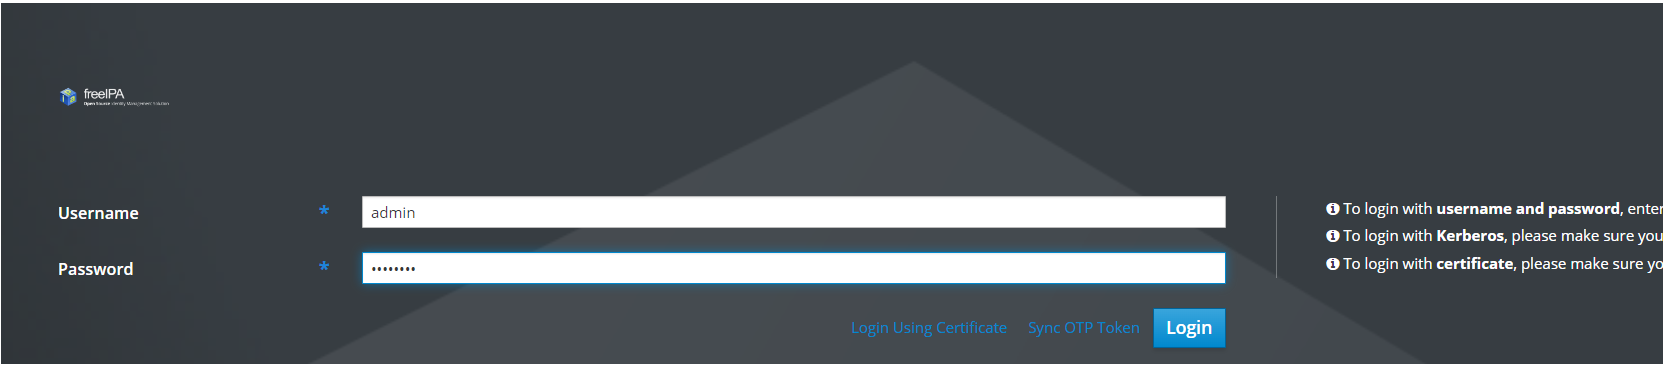 freeIPA
Open Source Identity Management Solution
Username * admin
Password * ••••••••
Login Using Certificate Sync OTP Token Login
To login with username and password, enter
To login with Kerberos, please make sure you
To login with certificate, please make sure yo